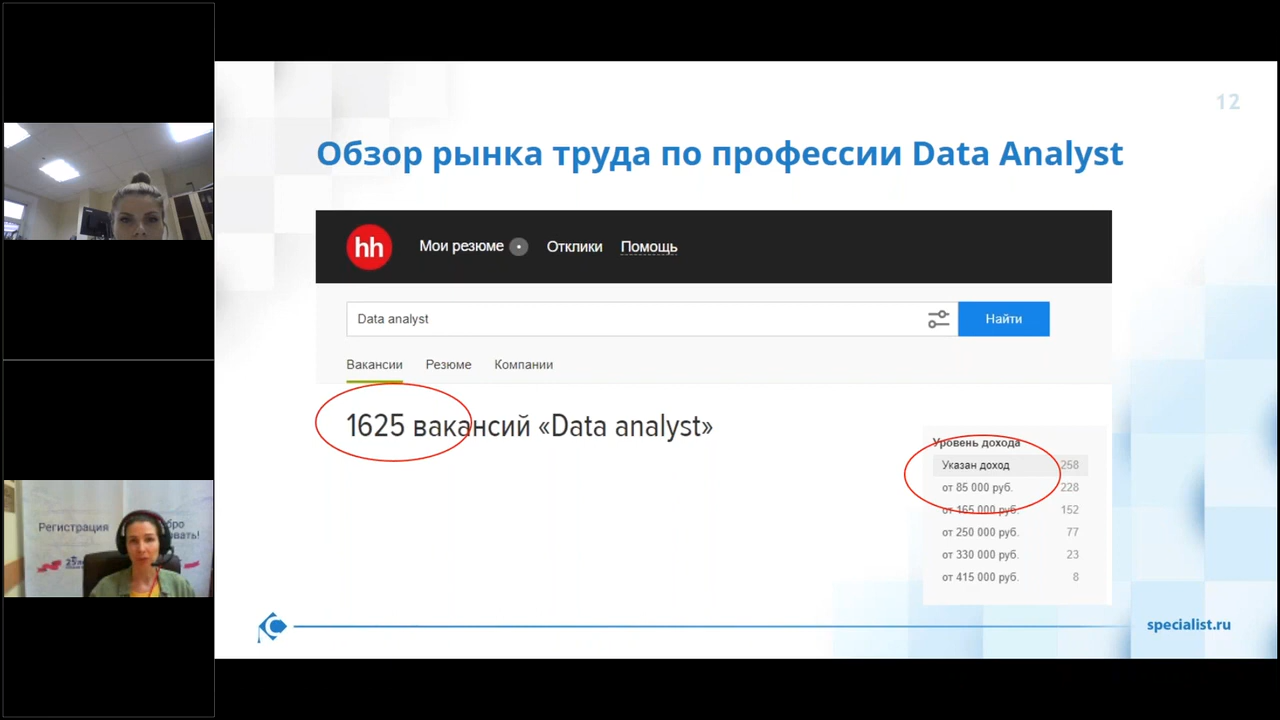 12
Обзор рынка труда по профессии Data Analyst
hh
Мои резюме
Отклики
Помощь
Data analyst
Найти
Вакансии
Резюме
Компании
1625 вакансий «Data analyst»
Уровень дохода
Указан доход 258
от 85 000 руб. 228
от 165 000 руб. 152
от 250 000 руб. 77
от 330 000 руб. 23
от 415 000 руб. 8
Регистрация
specialist.ru